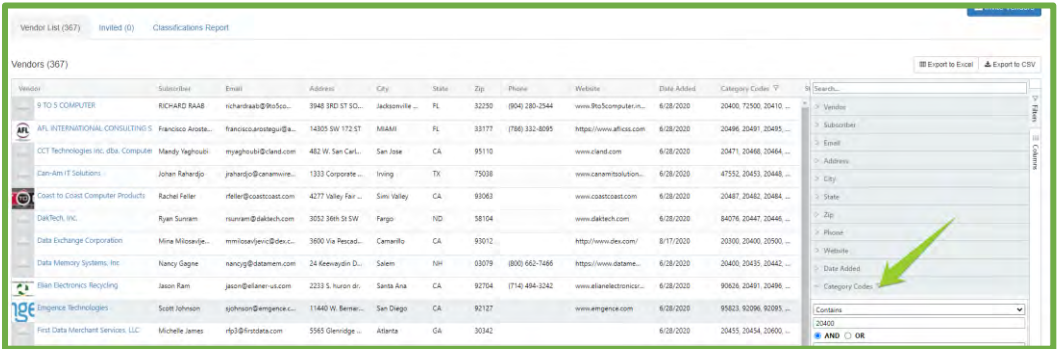 Vendor List (367) Invited (0) Classifications Report
Vendors (367) Export to Excel Export to CSV
Vendor Subscriber Email Address City State Zip Phone Website Date Added Category Codes Search...
9 TO 5 COMPUTER RICHARD RAAB richardraab@9to5co... 3948 3RD ST SO... Jacksonville ... FL 32250 (904) 280-2544 www.9to5computer.in... 6/28/2020 20400, 72500, 20410, ...
Vendor
AFL AFL INTERNATIONAL CONSULTING S Francisco Aroste... francisco.arostegui@a... 14305 SW 172 ST MIAMI FL 33177 (786) 332-8095 https://www.aflcss.com 6/28/2020 20496, 20491, 20495, ...
Subscriber
Email
CCT Technologies inc. dba. Computer Mandy Yaghoubi myaghoubi@cland.com 482 W. San Carl... San Jose CA 95110 www.cland.com 6/28/2020 20471, 20468, 20464, ...
Address
Can-Am IT Solutions Johan Rahardjo jrahardjo@canamwire... 1333 Corporate ... Irving TX 75038 www.canamitsolution... 6/28/2020 47552, 20453, 20448, ...
City
Coast to Coast Computer Products Rachel Feller rfeller@coastcoast.com 4277 Valley Fair ... Simi Valley CA 93063 www.coastcoast.com 6/28/2020 20487, 20482, 20484, ...
State
DakTech, Inc. Ryan Sunram rsunram@daktech.com 3052 36th St SW Fargo ND 58104 www.daktech.com 6/28/2020 84076, 20447, 20446, ...
Zip
Phone
Data Exchange Corporation Mina Milosavlje... mmilosavljevic@dex.c... 3600 Via Pescad... Camarillo CA 93012 http://www.dex.com/ 8/17/2020 20300, 20400, 20500, ...
Website
Data Memory Systems, Inc. Nancy Gagne nancyg@datamem.com 24 Keewaydin D... Salem NH 03079 (800) 662-7466 https://www.datame... 6/28/2020 20400, 20435, 20442, ...
Date Added
Elian Electronics Recycling Jason Ram jason@elianer-us.com 2233 S. huron dr. Santa Ana CA 92704 (714) 494-3242 www.elianelectronicsr... 6/28/2020 90626, 20491, 20496, ...
Category Codes
Emgence Technologies Scott Johnson sjohnson@emgence.c... 11440 W. Bernar... San Diego CA 92127 www.emgence.com 6/28/2020 95823, 92096, 92095, ...
Contains
20400
First Data Merchant Services, LLC Michelle James rfp3@firstdata.com 5565 Glenridge ... Atlanta GA 30342 6/28/2020 20455, 20454, 20600, ...
AND OR
Filters
Columns